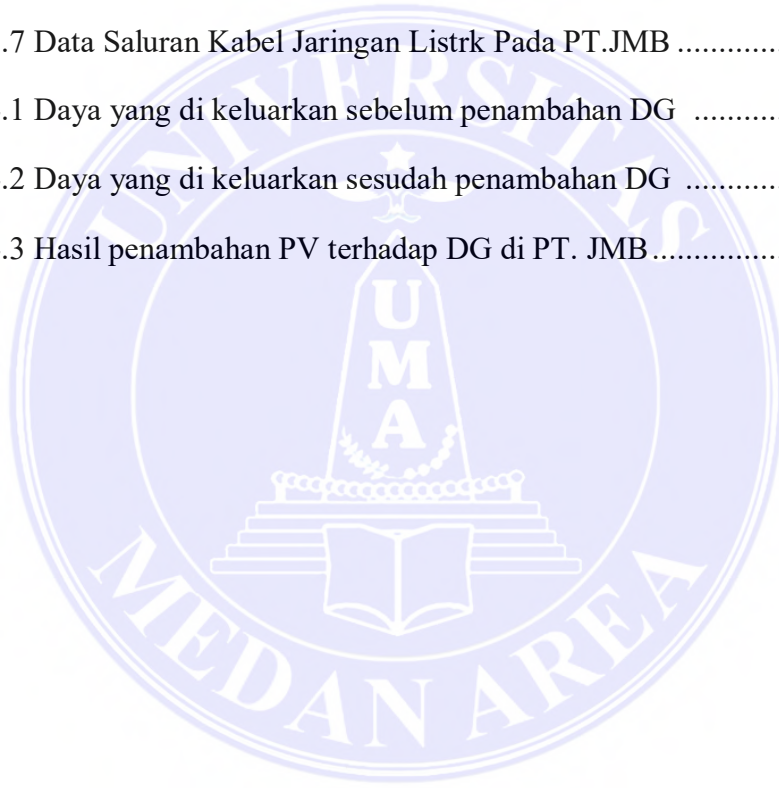 .7 Data Saluran Kabel Jaringan Listrk Pada PT.JMB .............
.1 Daya yang di keluarkan sebelum penambahan DG ...........
.2 Daya yang di keluarkan sesudah penambahan DG ............
.3 Hasil penambahan PV terhadap DG di PT. JMB ................
UNIVERSITAS
U
M
A
MEDAN AREA